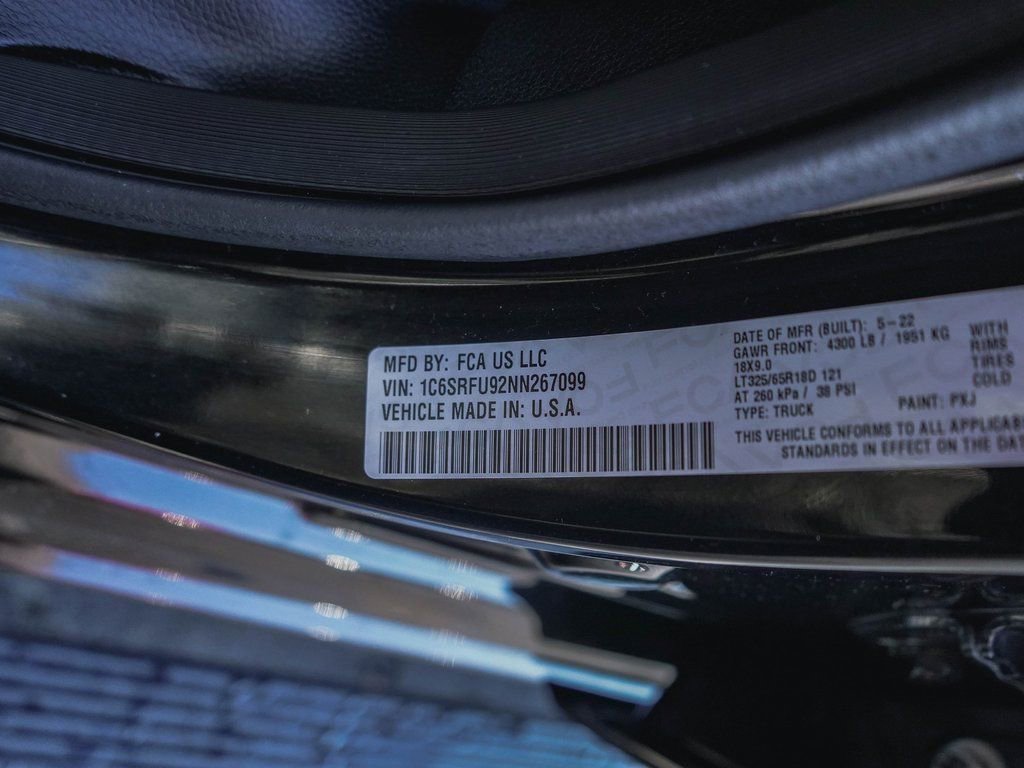 MFD BY: FCA US LLC
VIN: 1C6SRFU92NN267099
VEHICLE MADE IN: U.S.A.
DATE OF MFR (BUILT): 5-22
GAWR FRONT: 4300 LB / 1951 KG WITH
18X9.0 RIMS
LT325/65R18D 121 TIRES
AT 260 kPa / 38 PSI COLD
TYPE: TRUCK PAINT: PXJ
THIS VEHICLE CONFORMS TO ALL
STANDARDS IN EFFECT ON THE